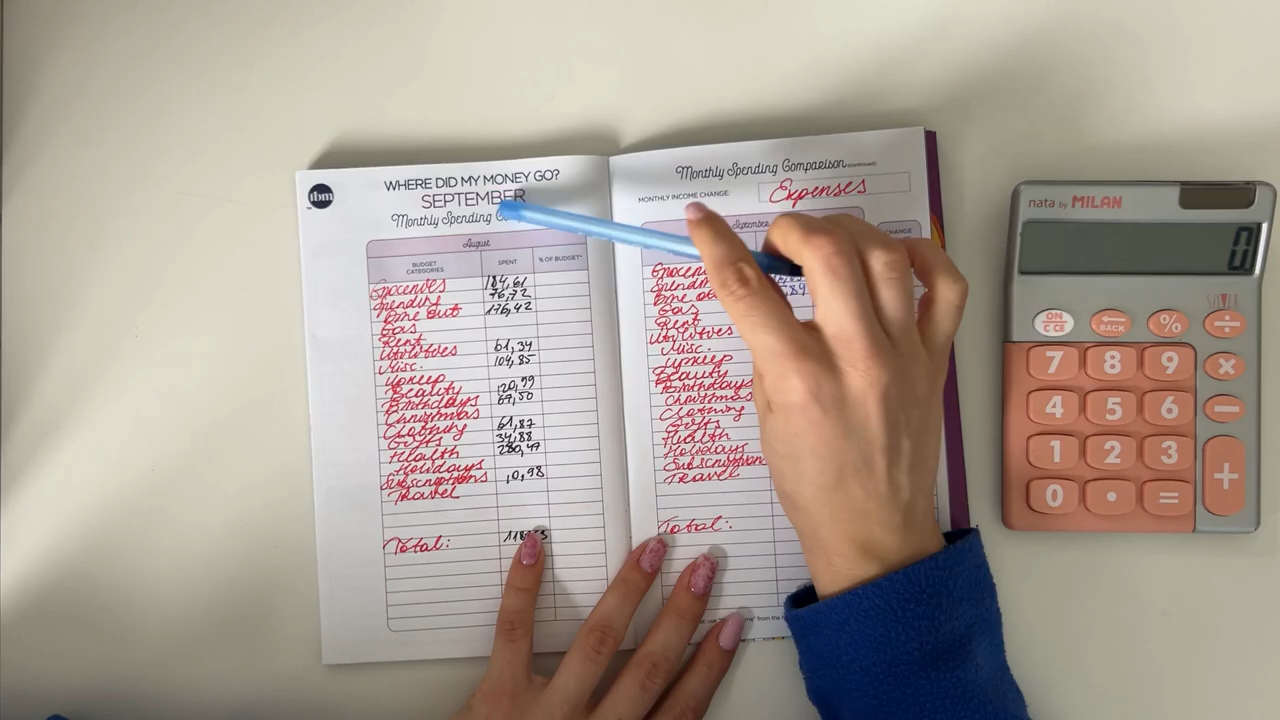 tbm
WHERE DID MY MONEY GO?
SEPTEMBER
Monthly Spending
August
BUDGET CATEGORIES SPENT % OF BUDGET*
Groceries 184,61
Spending 76,72
Dine out 176,42
Gas
Rent
Utilities 61,34
Misc. 104,85
Upkeep
Beauty 120,99
Birthdays 67,50
Christmas
Clothing 61,87
Gifts 34,88
Health 280,47
Holidays
Subscriptions 10,98
Travel
Total:
Monthly Spending Comparison (continued)
MONTHLY INCOME CHANGE: Expenses
September
CHANGE
Spending
Dine
Gas
Rent
Utilities
Misc.
Upkeep
Beauty
Birthdays
Christmas
Clothing
Gifts
Health
Holidays
Subscriptions
Travel
Total:
nata by MILAN
0
SILVER
ON/C CE BACK % ÷
7 8 9 ×
4 5 6 −
1 2 3 +
0 • =